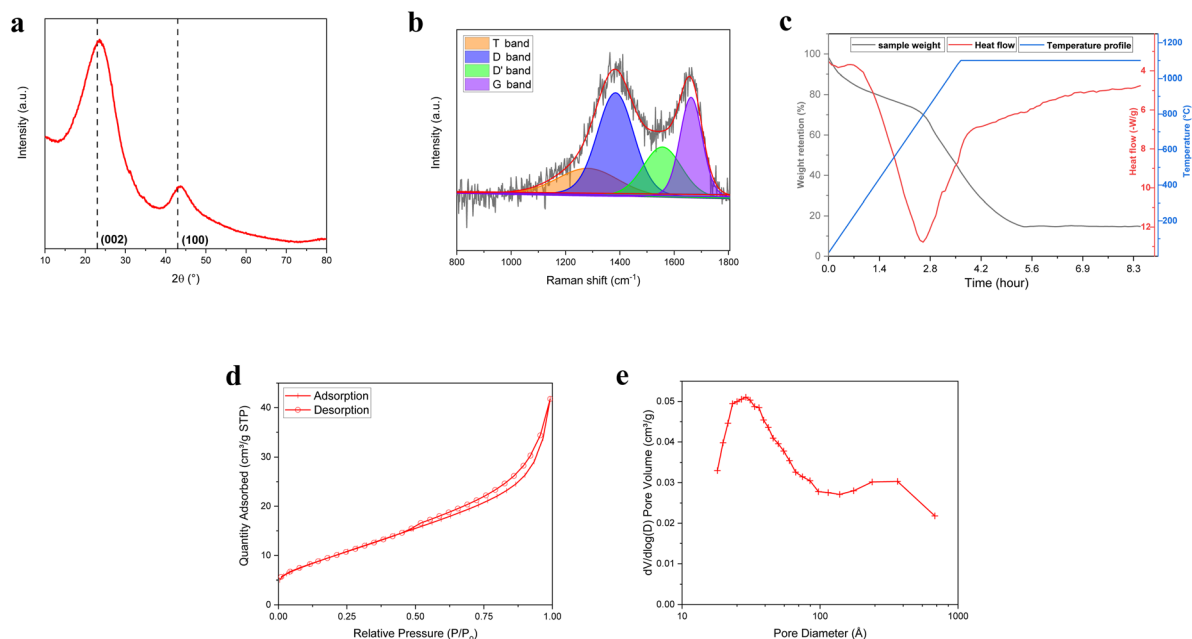 a
Intensity (a.u.)
(002)
(100)
10 20 30 40 50 60 70 80
2θ (°)
b
T band
D band
D' band
G band
Intensity (a.u.)
800 1000 1200 1400 1600 1800
Raman shift (cm⁻¹)
c
sample weight
Heat flow
Temperature profile
100
80
60
40
20
0
Weight retention (%)
0.0 1.4 2.8 4.2 5.6 6.9 8.3
Time (hour)
4
6
8
10
12
Heat flow (-W/g)
1200
1000
800
600
400
200
Temperature (°C)
d
Adsorption
Desorption
40
30
20
10
0
Quantity Adsorbed (cm³/g STP)
0.00 0.25 0.50 0.75 1.00
Relative Pressure (P/P₀)
e
0.05
0.04
0.03
0.02
0.01
0.00
dV/dlog(D) Pore Volume (cm³/g)
10 100 1000
Pore Diameter (Å)